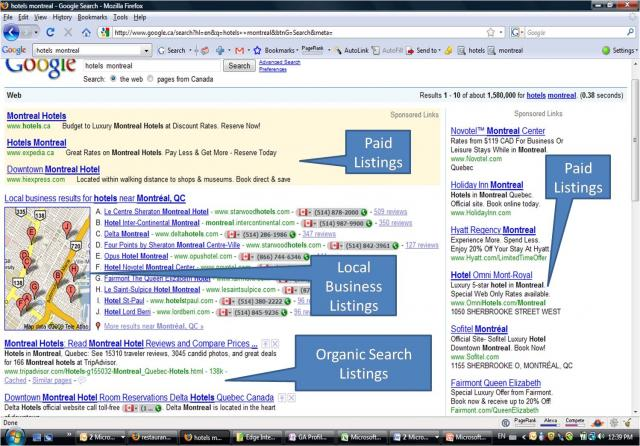 hotels montreal - Google Search - Mozilla Firefox
File Edit View History Bookmarks Tools Help
http://www.google.ca/search?hl=en&q=hotels++montreal&btnG=Search&meta=
Google
Google hotels montreal Search Bookmarks PageRank AutoLink AutoFill Send to hotels montreal Settings
Google hotels montreal Search Advanced Search
Preferences
Search: the web pages from Canada
Web Results 1 - 10 of about 1,580,000 for hotels montreal. (0.38 seconds)
Montreal Hotels Sponsored Links
www.hotels.ca Budget to Luxury Montreal Hotels at Discount Rates. Reserve Now!
Hotels Montreal
www.expedia.ca Great Rates on Montreal Hotels. Pay Less & Get More - Reserve Today
Downtown Montreal Hotel
www.hiexpress.com Located within walking distance to shops & museums. Book direct & save
Paid
Listings
Local business results for hotels near Montréal, QC
A. Le Centre Sheraton Montreal Hotel - www.starwoodhotels.com - (514) 878-2000 - 509 reviews
B. Hotel Inter-Continental Montreal - montreal.intercontinental.com - (514) 987-9900 - 350 reviews
C. Delta Montreal - www.deltahotels.com - (514) 286-1986 - 347 reviews
D. Four Points by Sheraton Montreal Centre-Ville - www.starwoodhotels.com - (514) 842-3961 - 127 reviews
E. Opus Hotel Montreal - www.opushotel.com - (866) 744-6346
F. Hotel Novotel Montreal Center
G. Fairmont The Queen Elizabeth Hotel
H. Le Saint-Sulpice Hotel Montreal - www.lesaintsulpice.com
I. Hotel St-Paul - www.hotelstpaul.com - (514) 380-2222 - 96
J. Hotel Lord Bern - www.hotellordbern.com - (514) 845-9236
More results near Montréal, QC »
Map data ©2009 Tele Atlas
Local
Business
Listings
Montreal Hotels: Read Montreal Hotel Reviews and Compare Prices ...
Hotels in Montreal, Quebec: See 15310 traveler reviews, 3045 candid photos, and great deals
for 166 Montreal hotels at TripAdvisor.
www.tripadvisor.com/Hotels-g155032-Montreal_Quebec-Hotels.html - 138k -
Cached - Similar pages -
Organic Search
Listings
Downtown Montreal Hotel Room Reservations Delta Hotels Quebec Canada
Delta Hotels official website call toll-free Delta Montreal is located in the heart
Sponsored Links
Novotel™ Montreal Center
Rates from $119 CAD For Business Or
Leisure Stays While in Montreal.
www.Novotel.com
Quebec
Holiday Inn Montreal
Hotels in Montreal Quebec
Official site. Book online today.
www.HolidayInn.com
Hyatt Regency Montreal
Experience More. Spend Less.
Enjoy 20% Off Your Stay At Hyatt
www.Hyatt.com/LimitedTimeOffer
Hotel Omni Mont-Royal
Luxury 5-star hotel in Montreal.
Special Web Only Rates available.
www.OmniHotels.com/Montreal
1050 SHERBROOKE STREET WEST
Sofitel Montréal
Official Site- Sofitel Luxury Hotel
Downtown Montreal. Book Now!
www.Sofitel.com
1155 SHERBROOKE O, MONTRÉAL, QC
Fairmont Queen Elizabeth
Special Luxury Offer from Fairmont.
Book now & receive up to 20% Off!
www.Fairmont.com/QueenElizabeth
Paid
Listings
Done PageRank Alexa Compete
2 Micro... restauran... hotels m... Edge Inte... GA Profil... Microsoft... 2 Micro... Microsoft... EN 12:39 PM